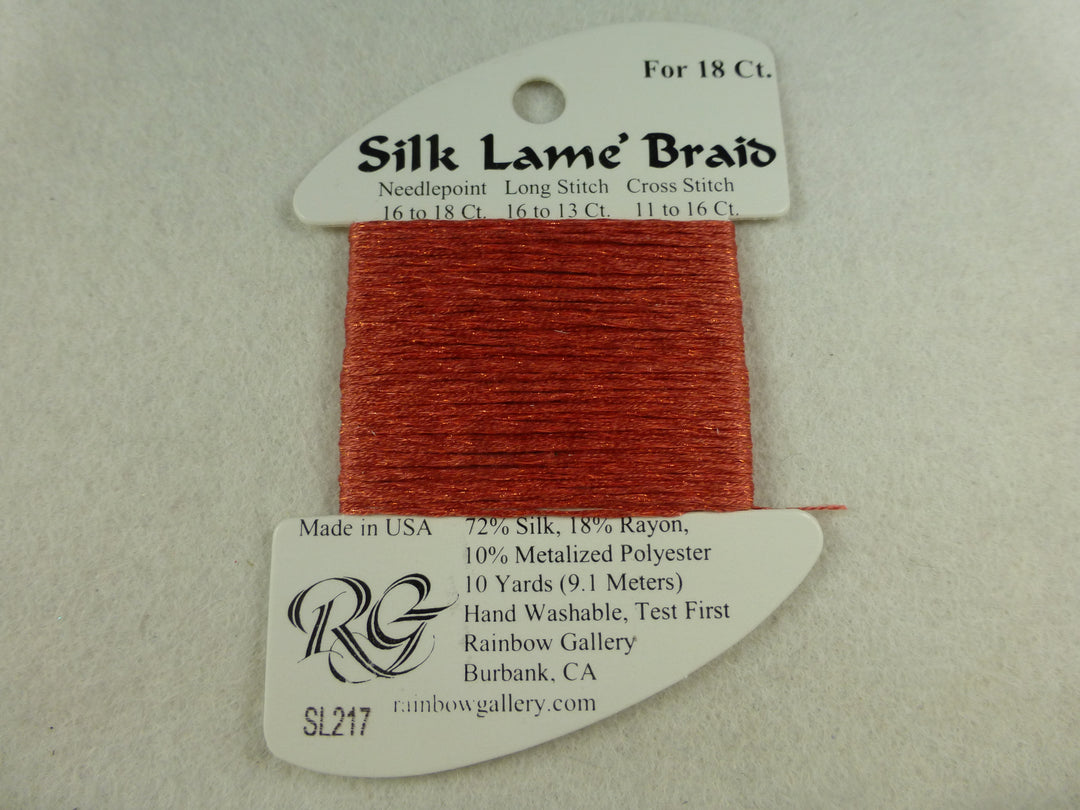 For 18 Ct.
Silk Lame' Braid
Needlepoint Long Stitch Cross Stitch
16 to 18 Ct. 16 to 13 Ct. 11 to 16 Ct.
Made in USA
72% Silk, 18% Rayon,
10% Metalized Polyester
10 Yards (9.1 Meters)
Hand Washable, Test First
Rainbow Gallery
Burbank, CA
RG
rainbowgallery.com
SL217